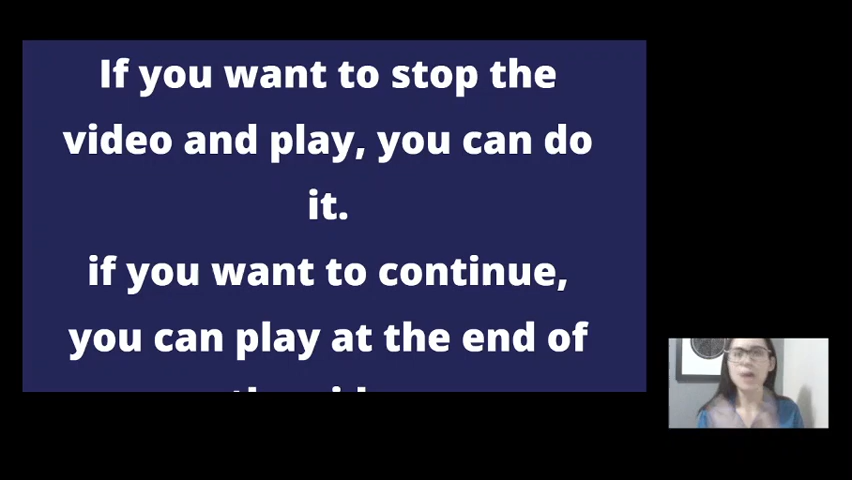 If you want to stop the
video and play, you can do
it.
if you want to continue,
you can play at the end of